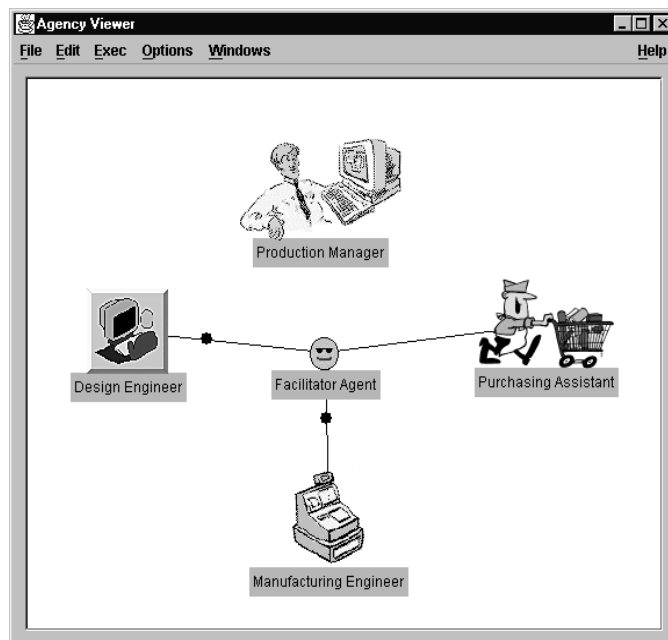 Agency Viewer
File Edit Exec Options Windows Help
Production Manager
Design Engineer
Facilitator Agent
Purchasing Assistant
Manufacturing Engineer